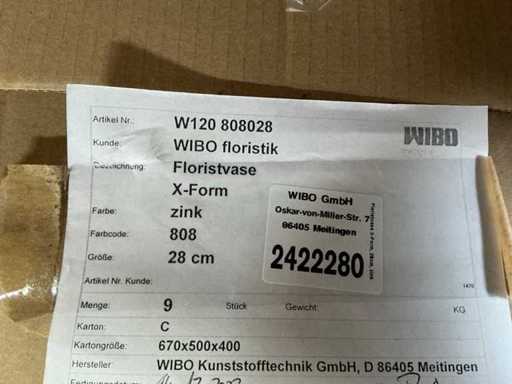 Artikel Nr.: W120 808028
WIBO
Kunde: WIBO floristik
Bezeichnung: Floristvase
X-Form
Farbe: zink
Farbcode: 808
Größe: 28 cm
Artikel Nr. Kunde:
WIBO GmbH
Oskar-von-Miller-Str. 7
86405 Meitingen
2422280
1470
Menge: 9 Stück Gewicht: KG
Karton: C
Kartongröße: 670x500x400
Hersteller: WIBO Kunststofftechnik GmbH, D 86405 Meitingen
Fertigungsdatum: